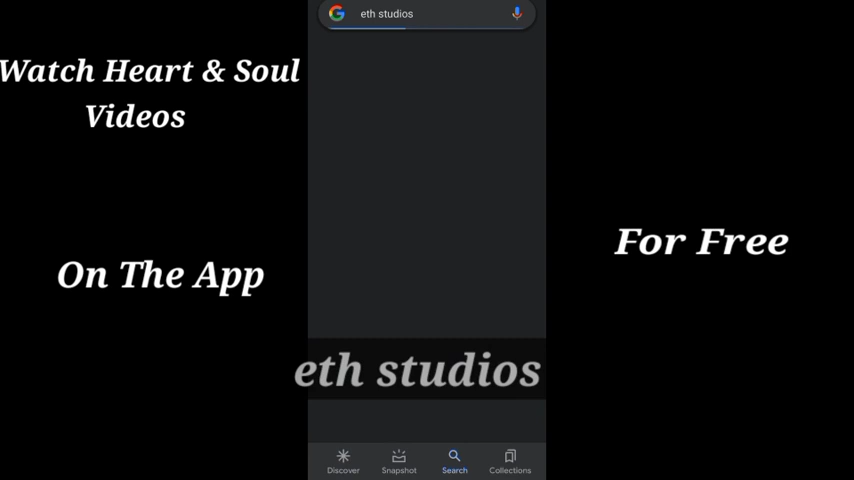 eth studios
Watch Heart & Soul
Videos
On The App
For Free
eth studios
Discover Snapshot Search Collections